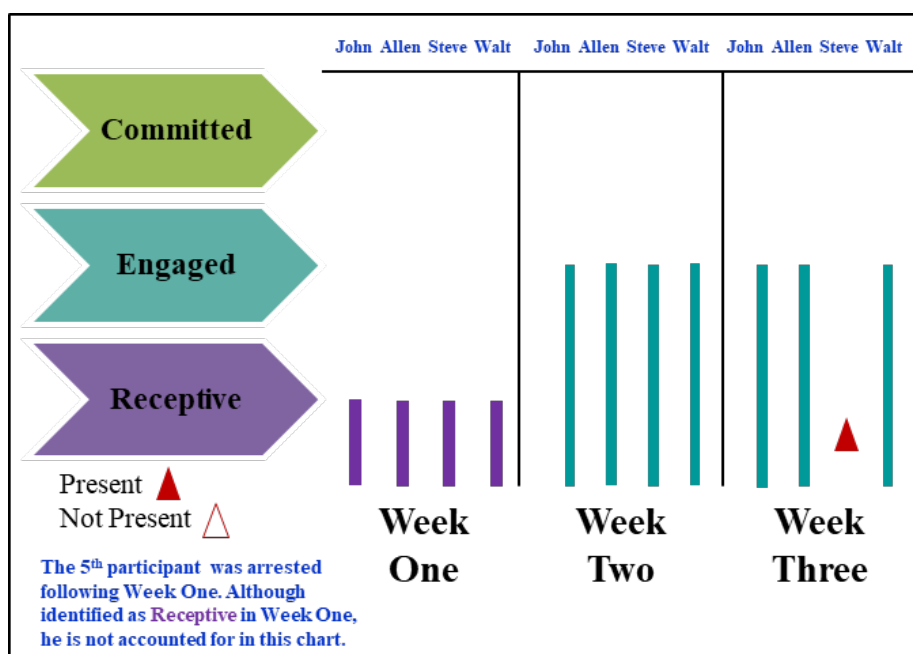 John Allen Steve Walt John Allen Steve Walt John Allen Steve Walt
Committed
Engaged
Receptive
Present
Not Present
Week One
Week Two
Week Three
The 5th participant was arrested
following Week One. Although
identified as Receptive in Week One,
he is not accounted for in this chart.